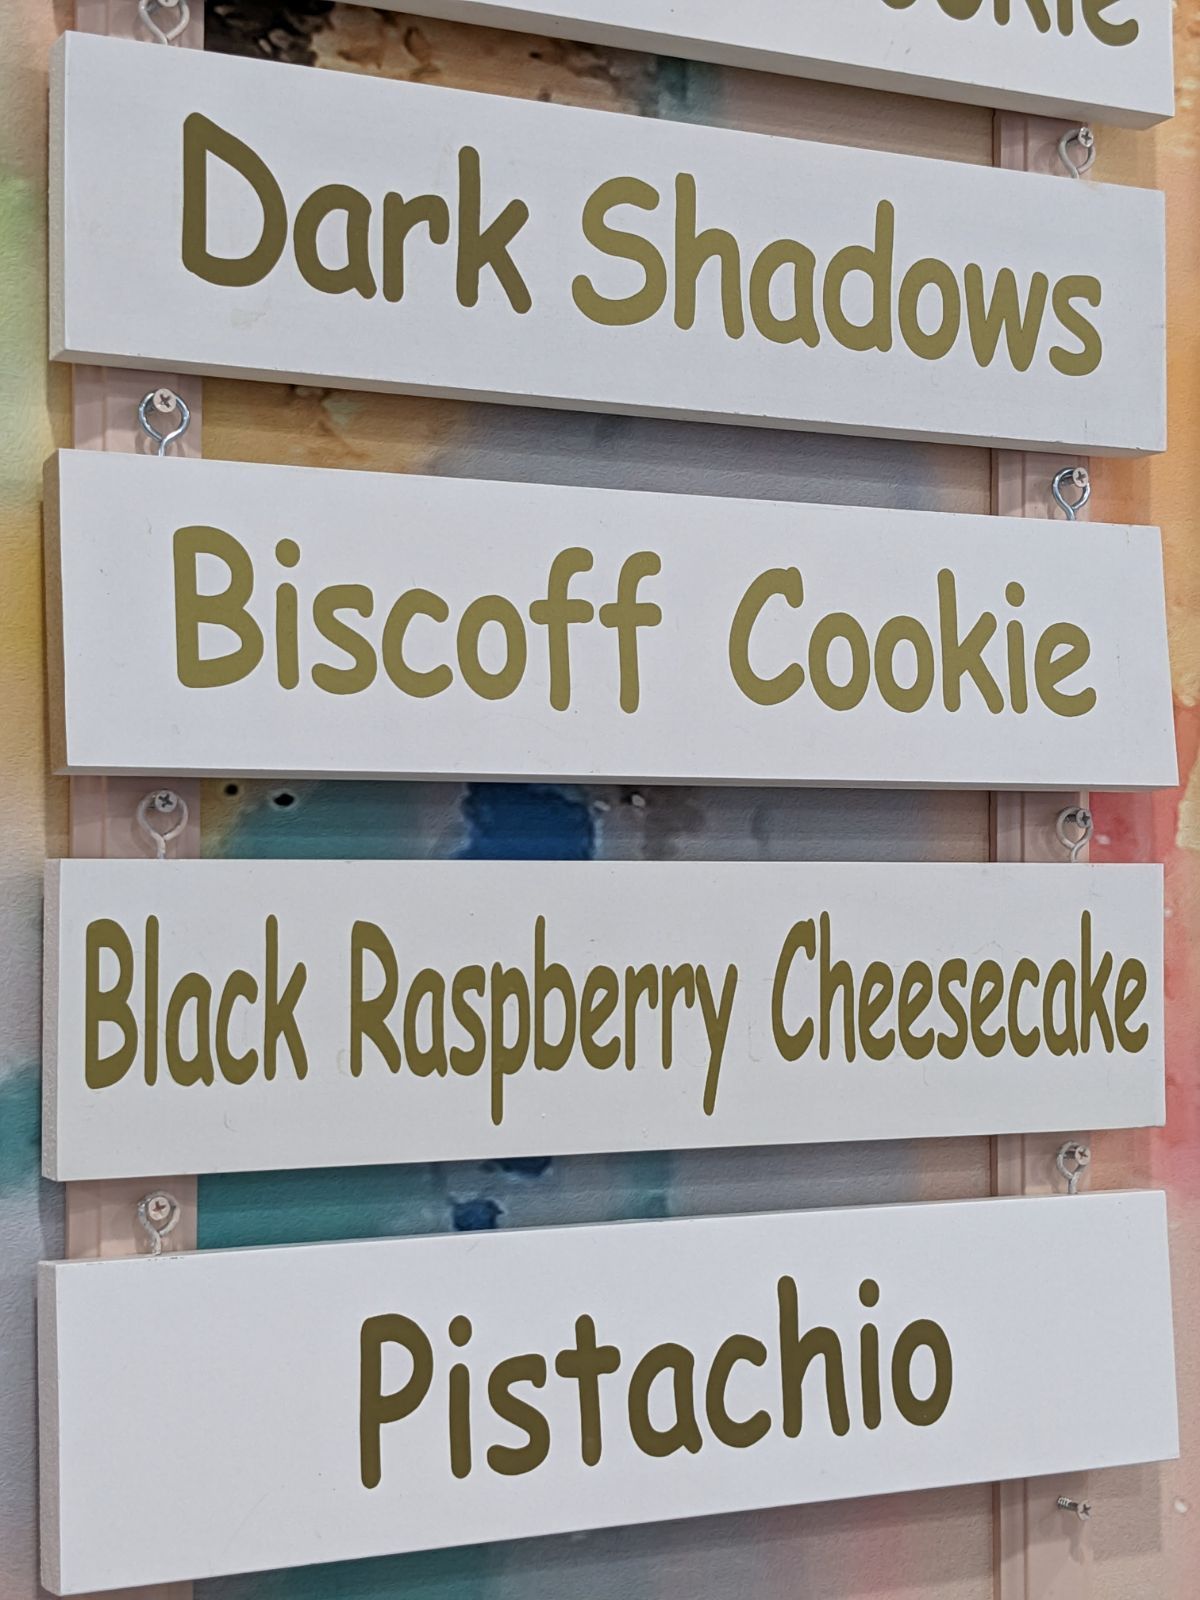 Dark Shadows
Biscoff Cookie
Black Raspberry Cheesecake
Pistachio